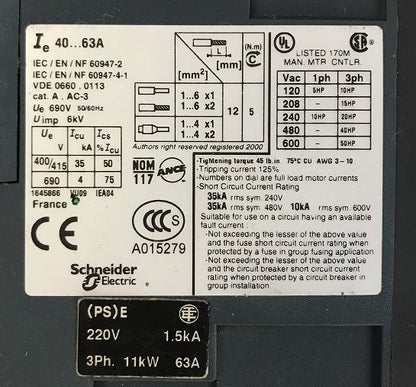 Ie 40...63A
IEC / EN / NF 60947-2
IEC / EN / NF 60947-4-1
VDE 0660 . 0113
cat. A , AC-3
Ue 690V 50/60Hz
U imp 6kV
Ue V Icu kA Ics % Icu
400/415 35 50
690 4 75
1645866 VU09 IEA04
France
L [mm] (N.m)
[mm²] C
1...6 x1
1...6 x2
1...4 x1
1...4 x2
12 5
Authors right reserved registered 2000
NOM 117 ANCE
CE
CCC S
A015279
Schneider Electric
UL LISTED 170M
MAN. MTR CNTLR.
Vac 1ph 3ph
120 5HP 10HP
208 - 15HP
240 10HP 20HP
480 - 40HP
600 - 50HP
-Tightening torque 45 lb.in 75°C CU AWG 3-10
-Tripping current 125%
-Numbers on dial are full load motor currents
-Short Circuit Current Rating
35kA rms sym. 240V
35kA rms sym. 480V 10kA rms sym. 600V
Suitable for use on a circuit having an available
fault current :
-Not exceeding the lesser of the above value
and the fuse short circuit current rating when
protected by a fuse in group fusing application.
-Not exceeding the lesser of the above value
and the circuit breaker short circuit current
rating when protected by a circuit breaker in
group installation.
(PS)E
220V 1.5kA
3Ph. 11kW 63A